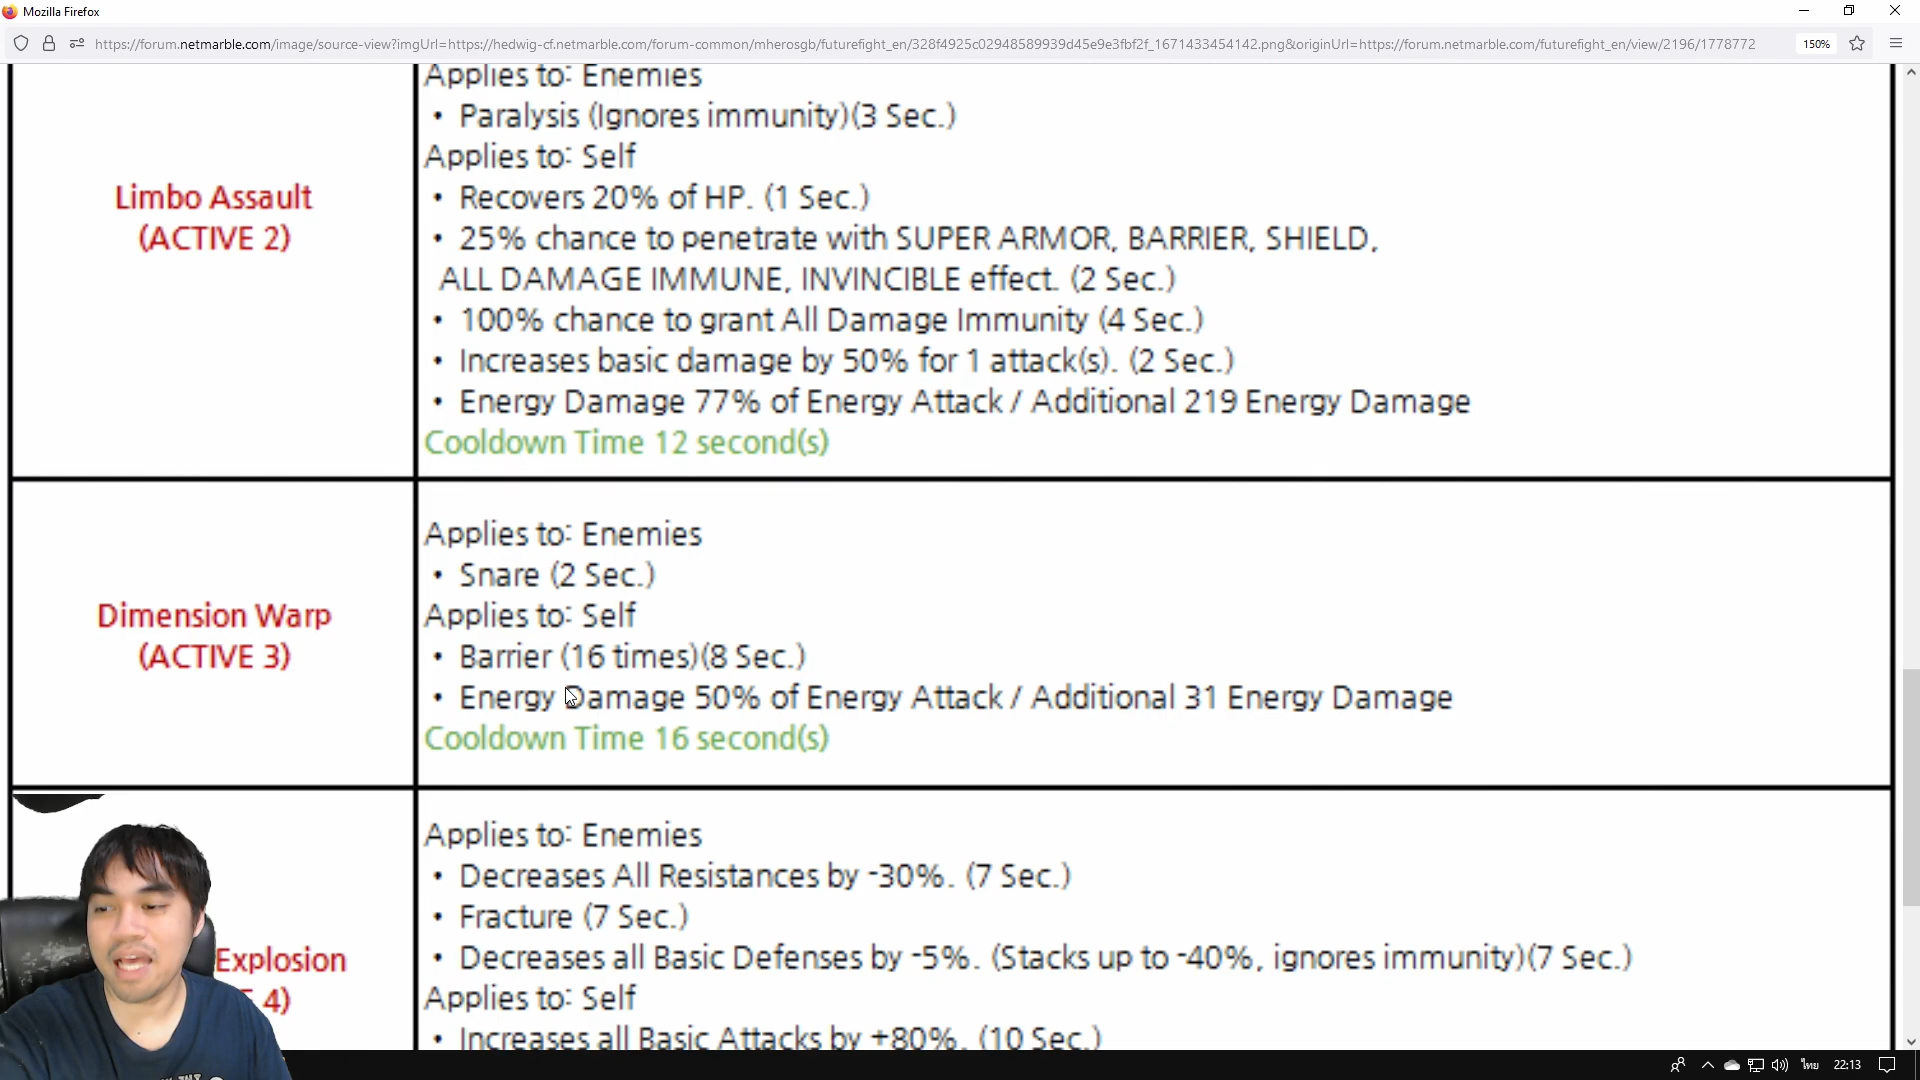 Mozilla Firefox
https://forum.netmarble.com/image/source-view?imgUrl=https://hedwig-cf.netmarble.com/forum-common/mherosgb/futurefight_en/328f4925c02948589939d45e9e3fbf2f_1671433454142.png&originUrl=https://forum.netmarble.com/futurefight_en/view/2196/1778772
150%
Applies to: Enemies
• Paralysis (Ignores immunity)(3 Sec.)
Applies to: Self
Limbo Assault
(ACTIVE 2)
• Recovers 20% of HP. (1 Sec.)
• 25% chance to penetrate with SUPER ARMOR, BARRIER, SHIELD,
ALL DAMAGE IMMUNE, INVINCIBLE effect. (2 Sec.)
• 100% chance to grant All Damage Immunity (4 Sec.)
• Increases basic damage by 50% for 1 attack(s). (2 Sec.)
• Energy Damage 77% of Energy Attack / Additional 219 Energy Damage
Cooldown Time 12 second(s)
Dimension Warp
(ACTIVE 3)
Applies to: Enemies
• Snare (2 Sec.)
Applies to: Self
• Barrier (16 times)(8 Sec.)
• Energy Damage 50% of Energy Attack / Additional 31 Energy Damage
Cooldown Time 16 second(s)
Explosion
4)
Applies to: Enemies
• Decreases All Resistances by -30%. (7 Sec.)
• Fracture (7 Sec.)
• Decreases all Basic Defenses by -5%. (Stacks up to -40%, ignores immunity)(7 Sec.)
Applies to: Self
• Increases all Basic Attacks by +80%. (10 Sec.)
ไทย
22:13